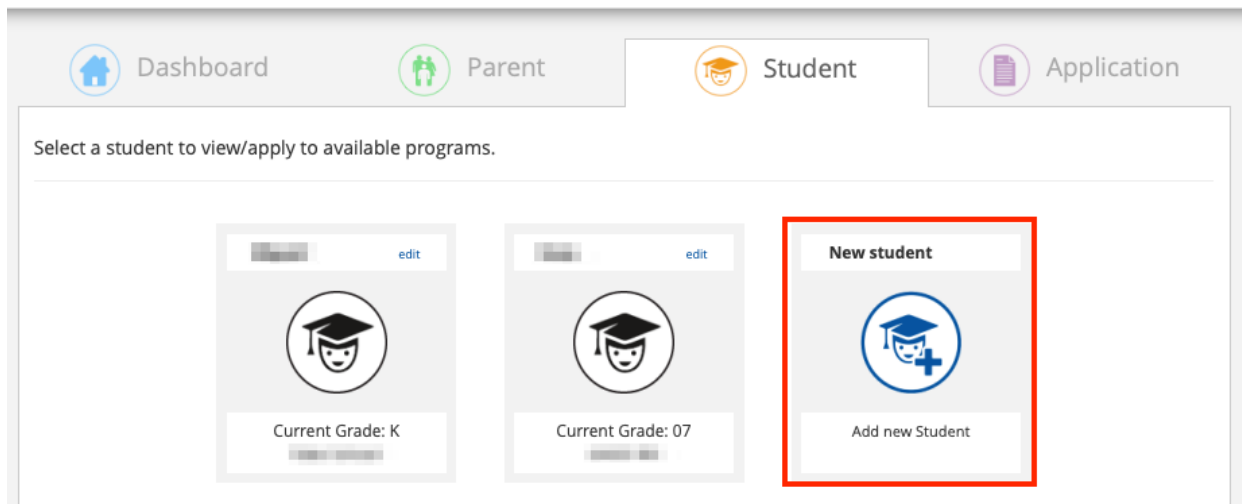 Dashboard
Parent
Student
Application
Select a student to view/apply to available programs.
edit
edit
New student
Current Grade: K
Current Grade: 07
Add new Student